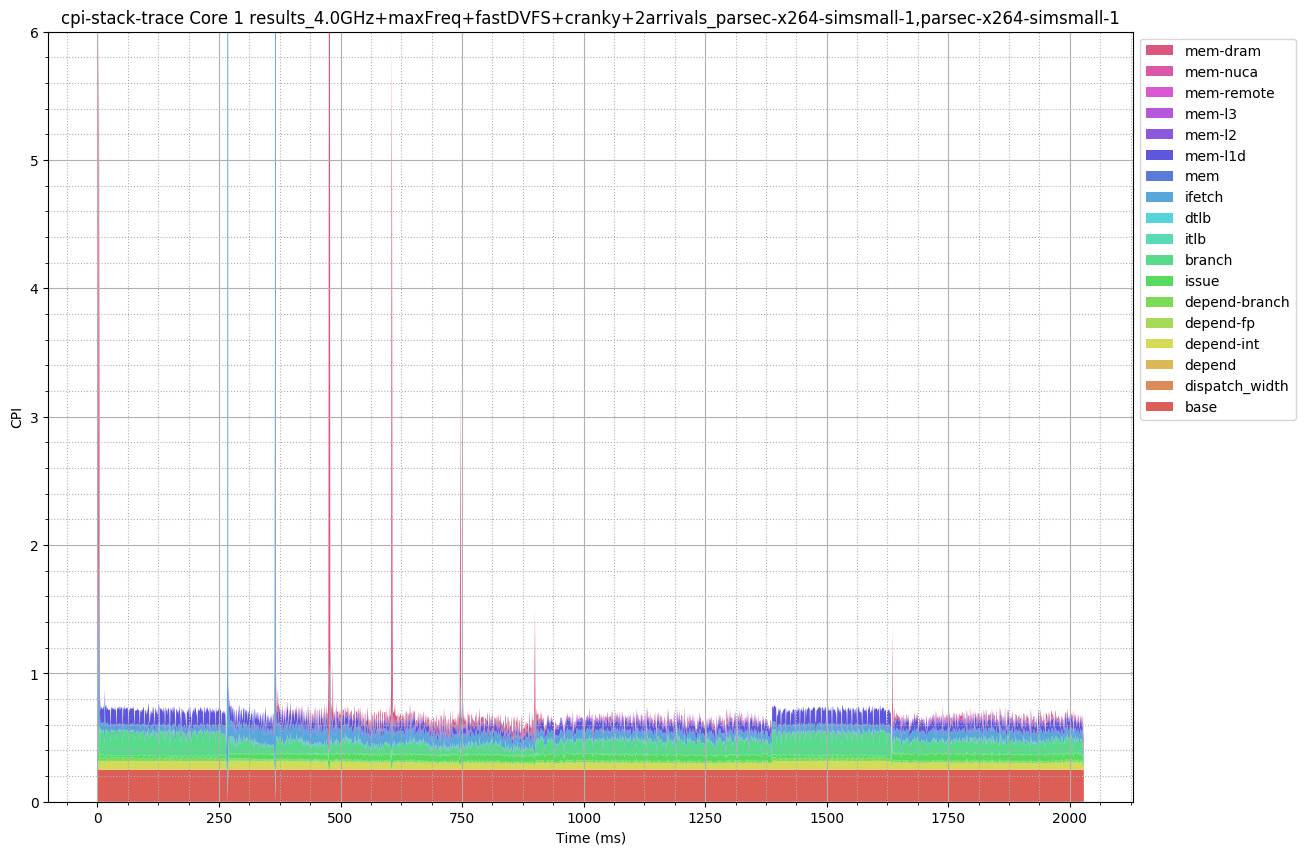 cpi-stack-trace Core 1 results_4.0GHz+maxFreq+fastDVFS+cranky+2arrivals_parsec-x264-simsmall-1,parsec-x264-simsmall-1
6
5
4
3
2
1
0
CPI
0
250
500
750
1000
1250
1500
1750
2000
Time (ms)
mem-dram
mem-nuca
mem-remote
mem-l3
mem-l2
mem-l1d
mem
ifetch
dtlb
itlb
branch
issue
depend-branch
depend-fp
depend-int
depend
dispatch_width
base